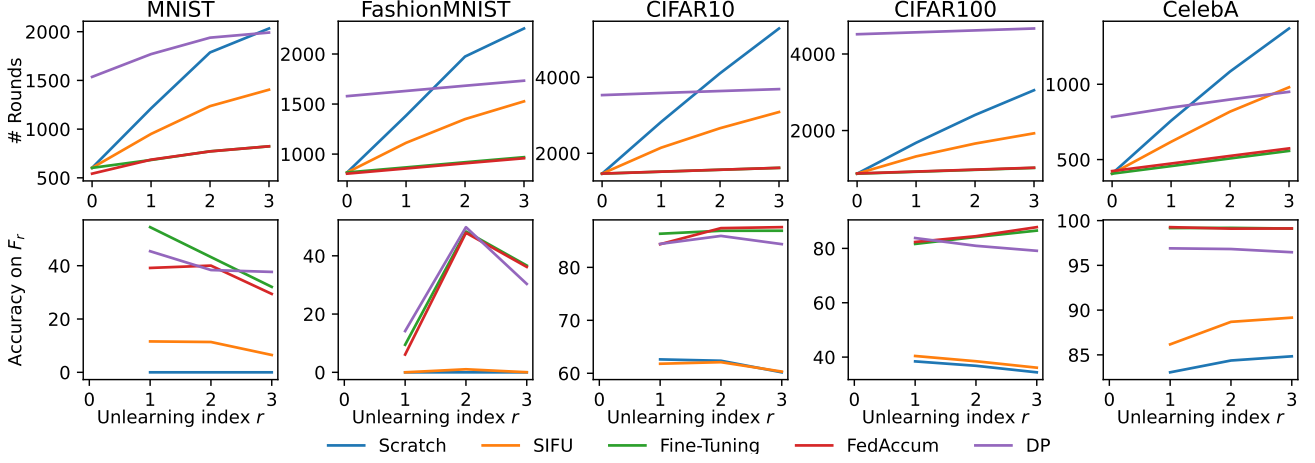 MNIST FashionMNIST CIFAR10 CIFAR100 CelebA
# Rounds
2000
1500
1000
500
0 1 2 3
2000
1500
1000
0 1 2 3
4000
2000
0 1 2 3
4000
2000
0 1 2 3
1000
500
0 1 2 3
Accuracy on Fr
40
20
0
0 1 2 3
40
20
0
0 1 2 3
80
70
60
0 1 2 3
80
60
40
0 1 2 3
100
95
90
85
0 1 2 3
Unlearning index r Unlearning index r Unlearning index r Unlearning index r Unlearning index r
Scratch SIFU Fine-Tuning FedAccum DP